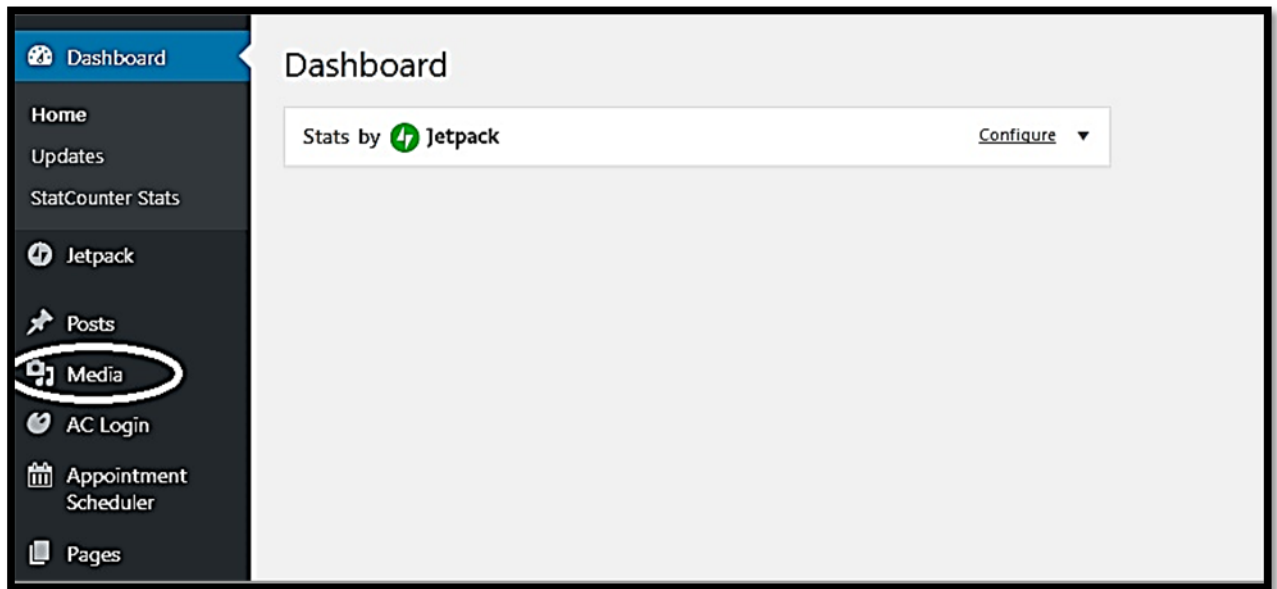 Dashboard
Home
Updates
StatCounter Stats
Jetpack
Posts
Media
AC Login
Appointment
Scheduler
Pages
Dashboard
Stats by Jetpack
Configure